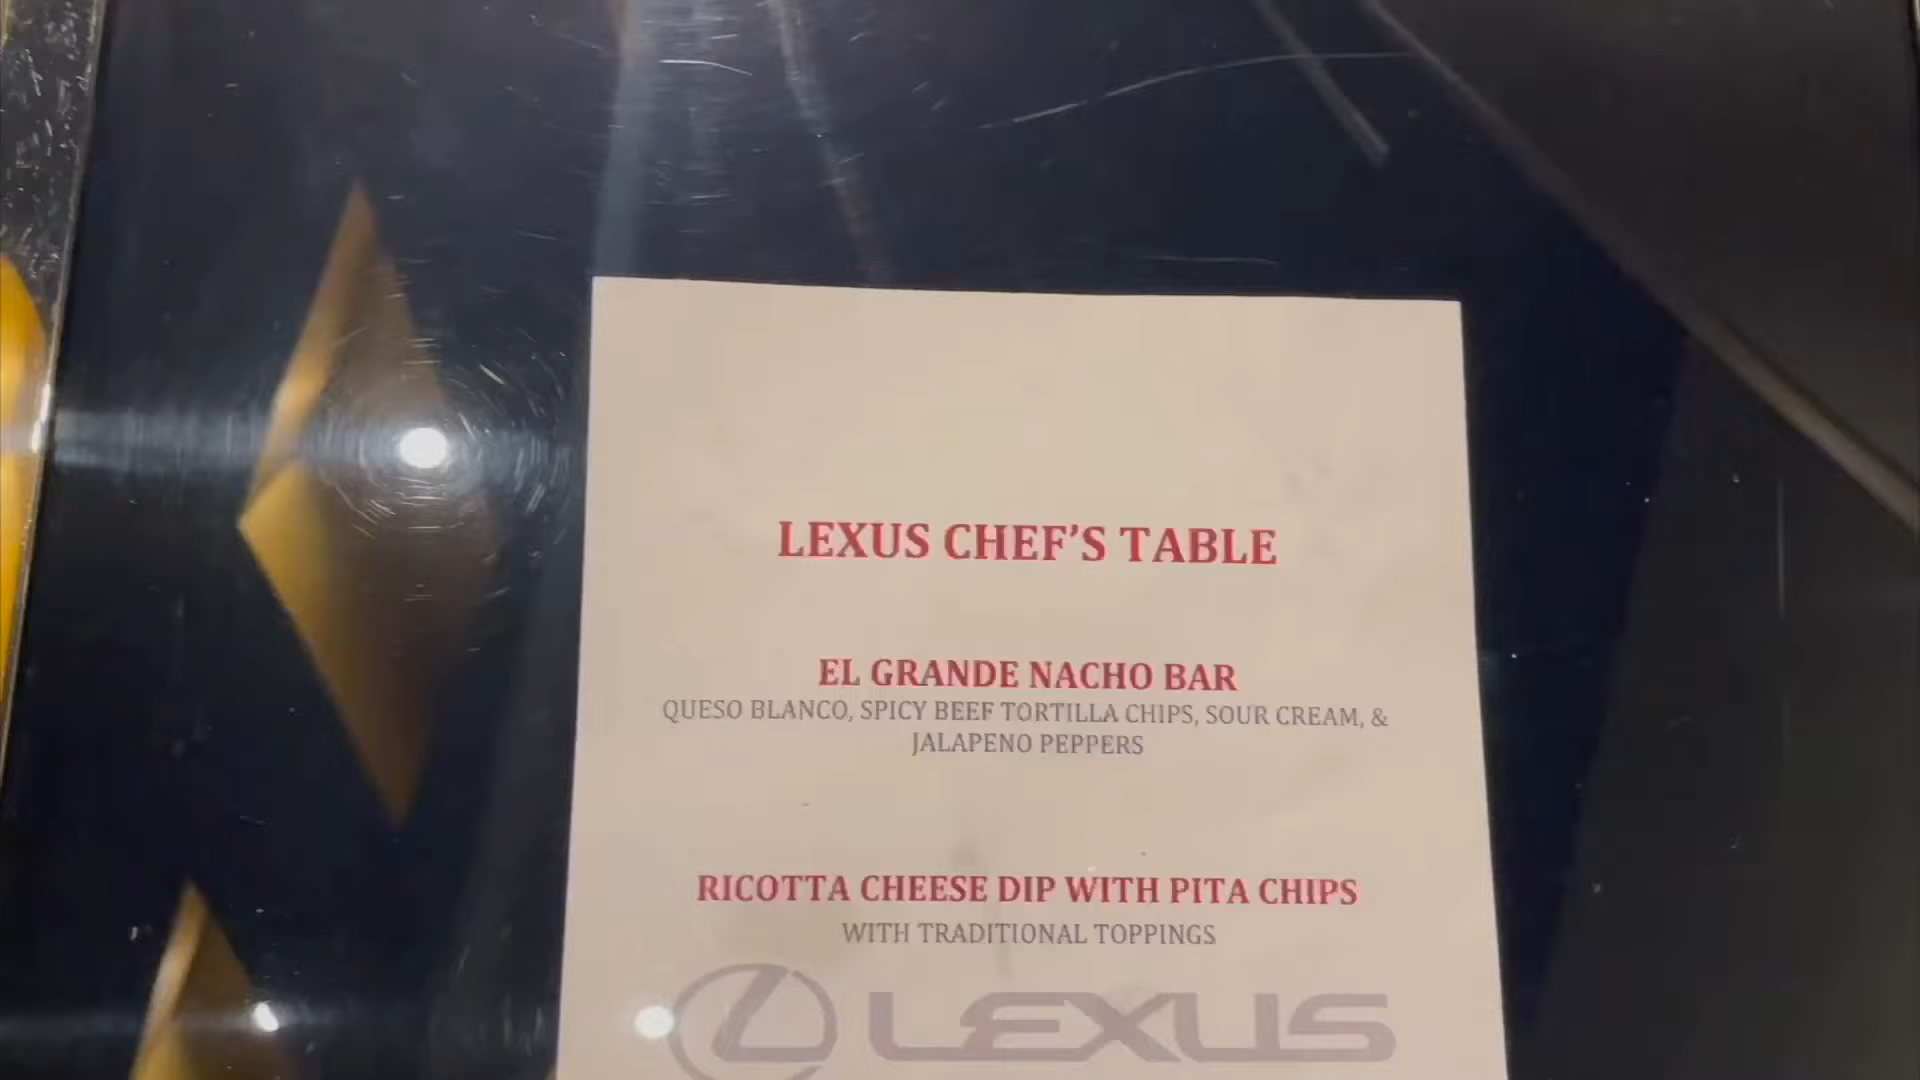 LEXUS CHEF'S TABLE
EL GRANDE NACHO BAR
QUESO BLANCO, SPICY BEEF TORTILLA CHIPS, SOUR CREAM, &
JALAPENO PEPPERS
RICOTTA CHEESE DIP WITH PITA CHIPS
WITH TRADITIONAL TOPPINGS
LEXUS